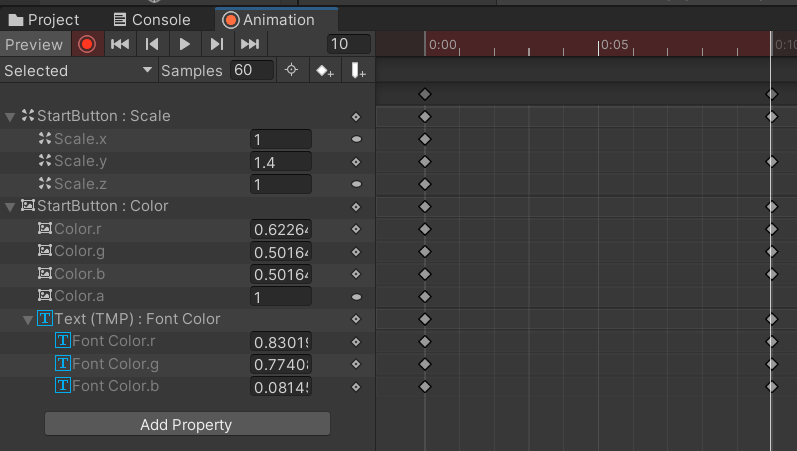 Project Console Animation
Preview 10 0:00 0:05 0:10
Selected Samples 60
StartButton : Scale
Scale.x 1
Scale.y 1.4
Scale.z 1
StartButton : Color
Color.r 0.62264
Color.g 0.50164
Color.b 0.50164
Color.a 1
Text (TMP) : Font Color
Font Color.r 0.83019
Font Color.g 0.77408
Font Color.b 0.08145
Add Property